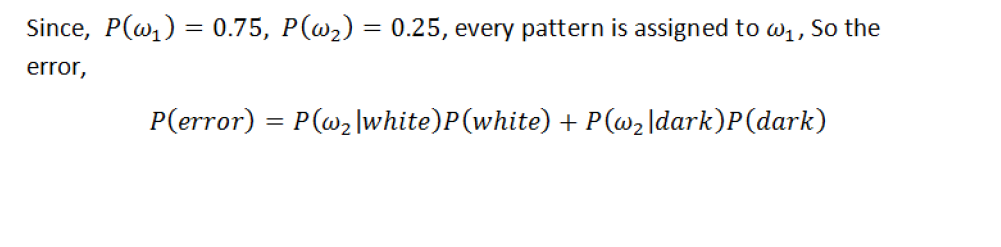 Since, P(ω₁) = 0.75, P(ω₂) = 0.25, every pattern is assigned to ω₁, So the
error,
P(error) = P(ω₂|white)P(white) + P(ω₂|dark)P(dark)